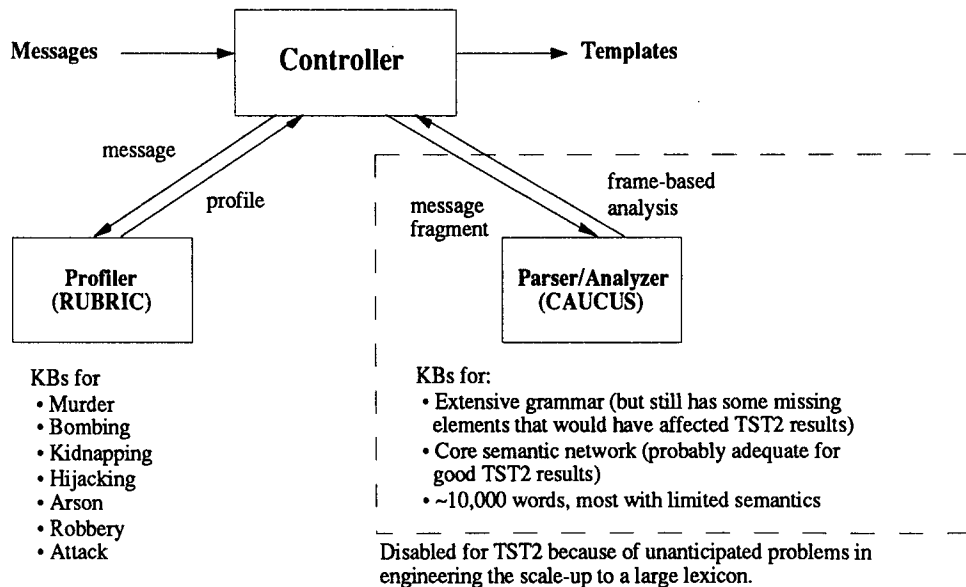 Messages
Controller
Templates
message
profile
message
fragment
frame-based
analysis
Profiler
(RUBRIC)
Parser/Analyzer
(CAUCUS)
KBs for
• Murder
• Bombing
• Kidnapping
• Hijacking
• Arson
• Robbery
• Attack
KBs for:
• Extensive grammar (but still has some missing
elements that would have affected TST2 results)
• Core semantic network (probably adequate for
good TST2 results)
• ~10,000 words, most with limited semantics
Disabled for TST2 because of unanticipated problems in
engineering the scale-up to a large lexicon.